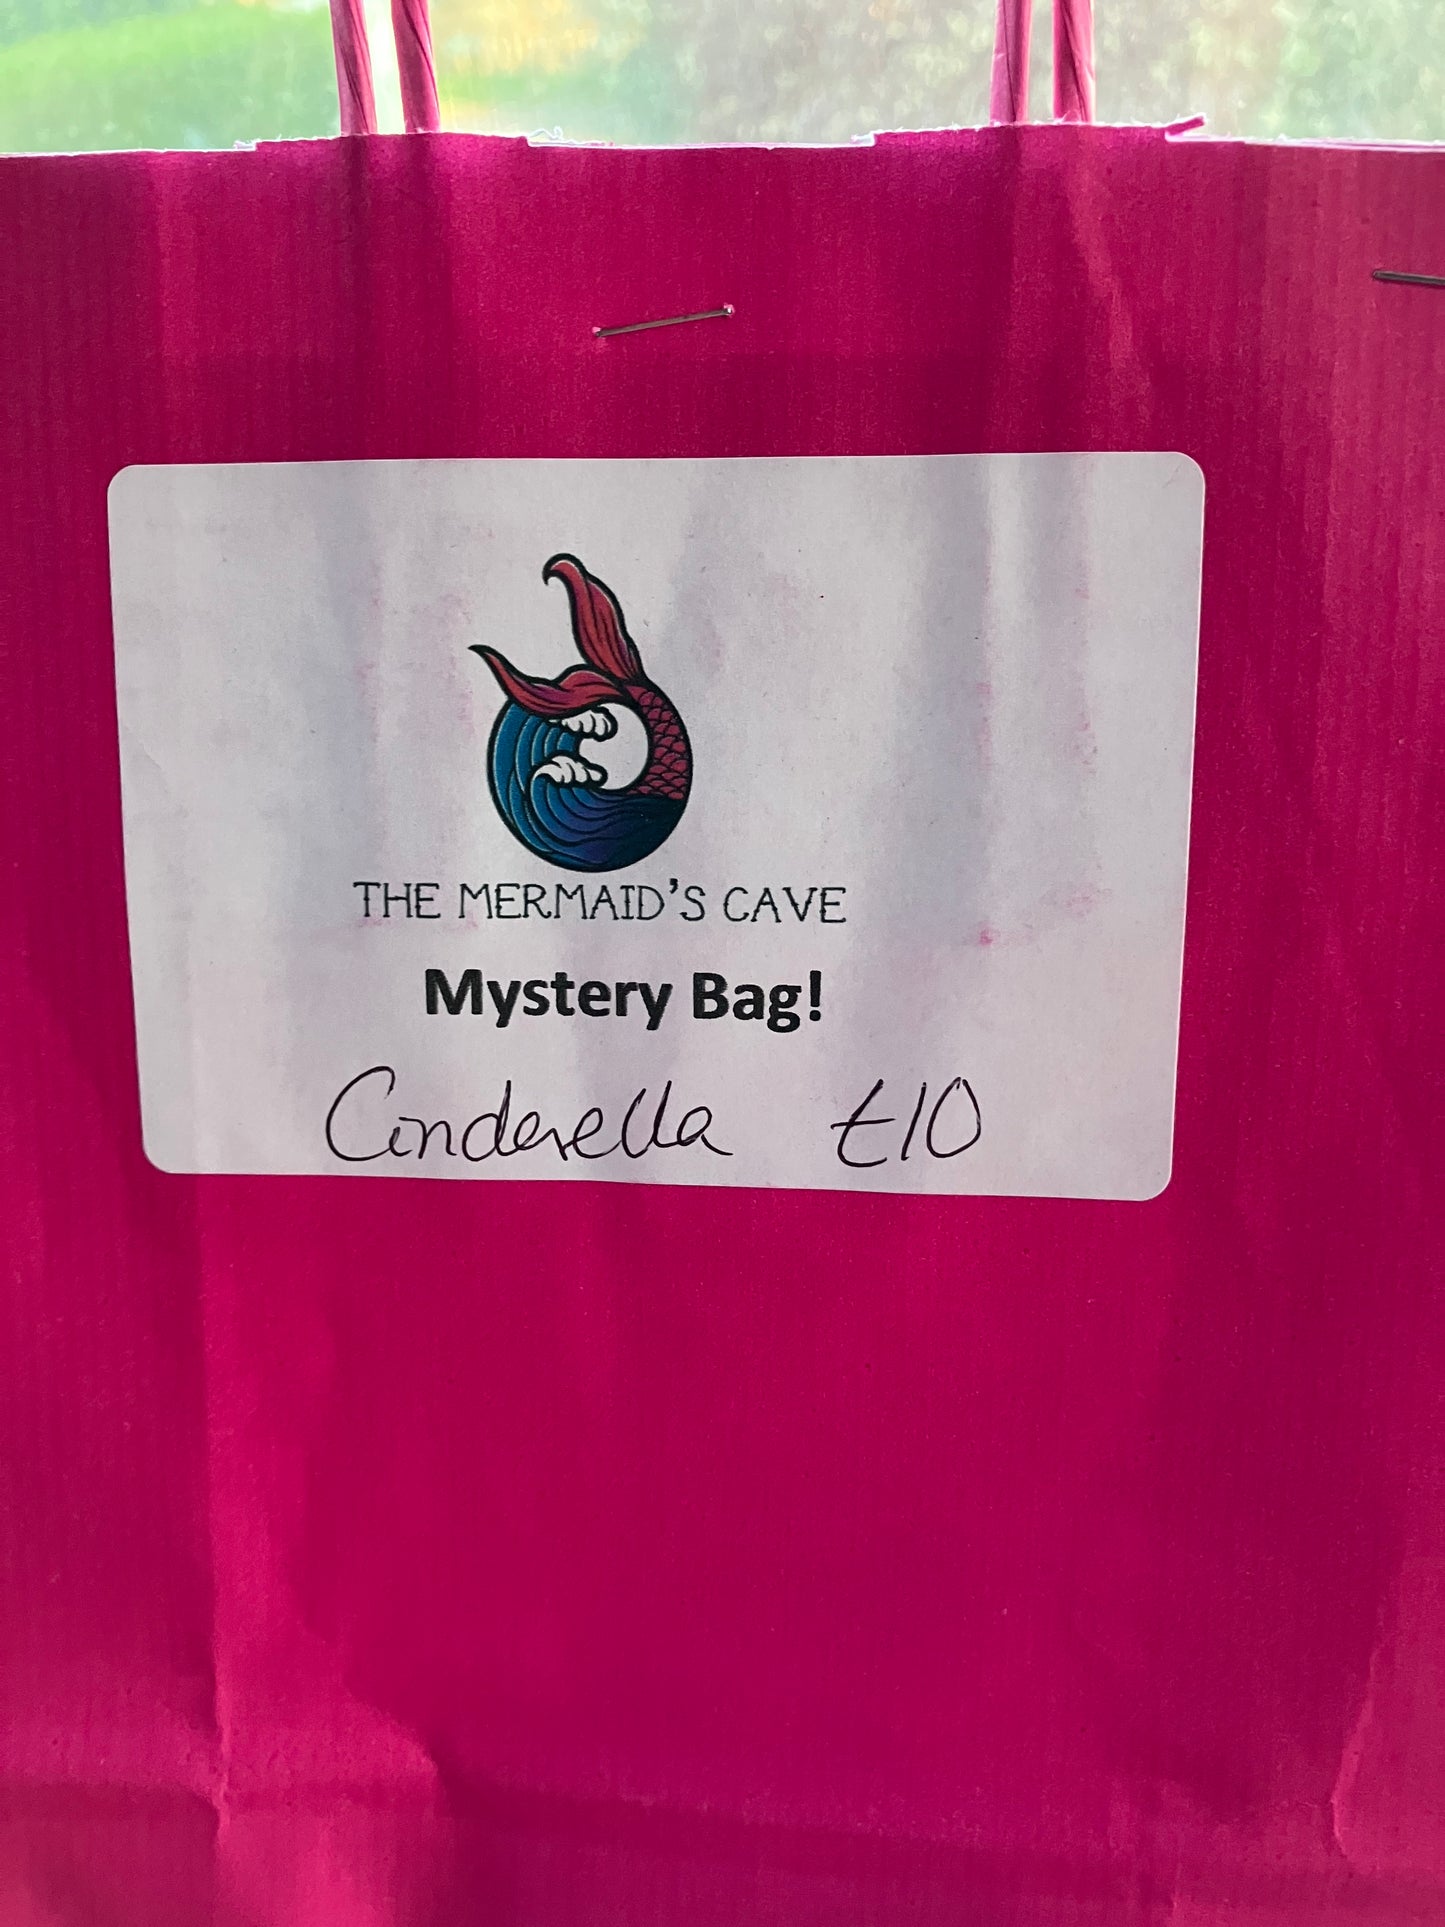 THE MERMAID'S CAVE
Mystery Bag!
Cinderella £10